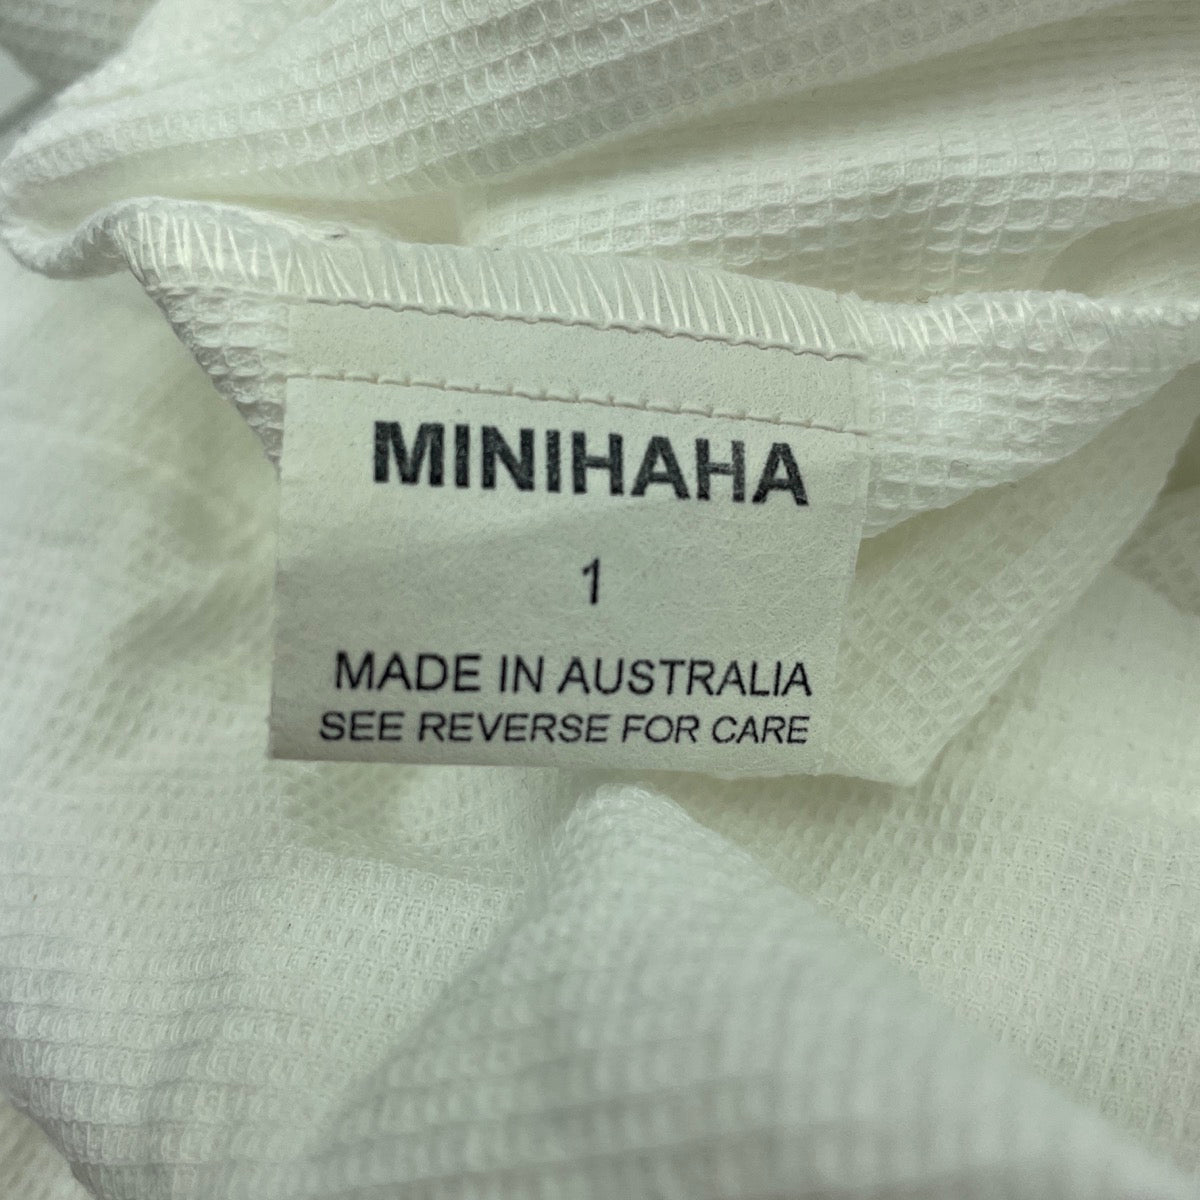 MINIHAHA
1
MADE IN AUSTRALIA
SEE REVERSE FOR CARE